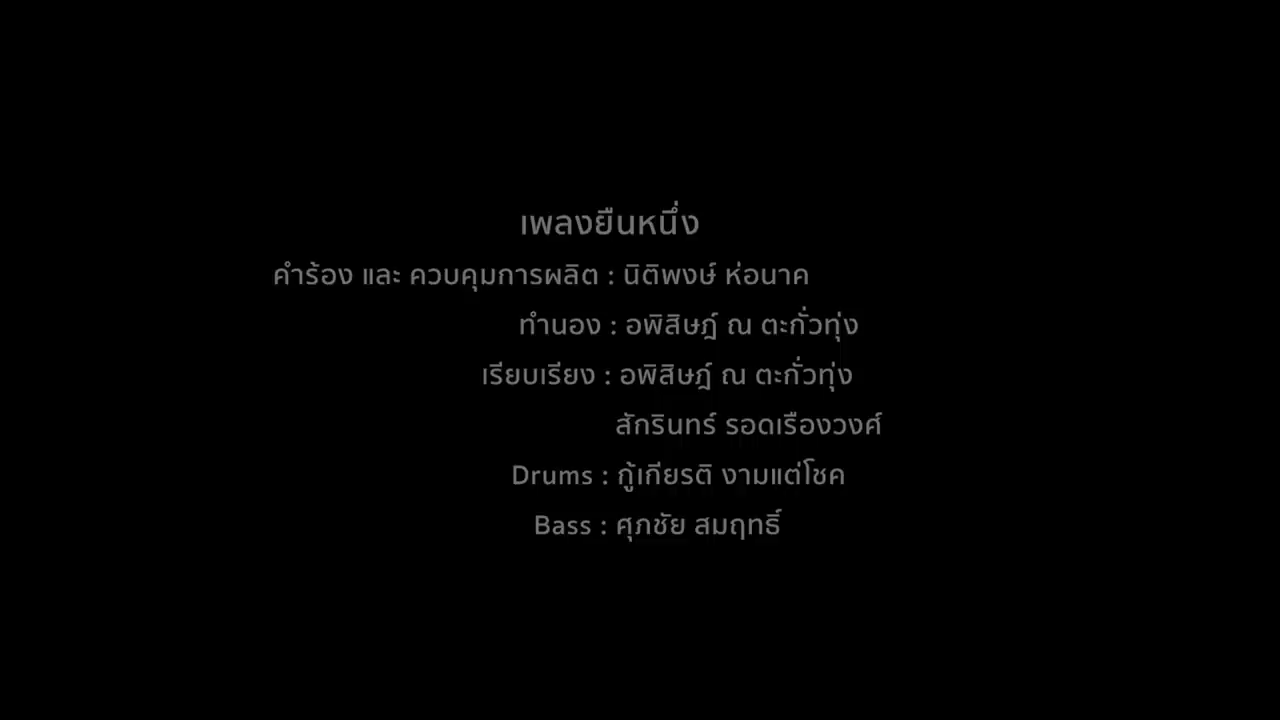 เพลงยืนหนึ่ง
คำร้อง และ ควบคุมการผลิต : นิติพงษ์ ห่อนาค
ทำนอง : อพิสิษฎ์ ณ ตะกั่วทุ่ง
เรียบเรียง : อพิสิษฎ์ ณ ตะกั่วทุ่ง
สักรินทร์ รอดเรืองวงศ์
Drums : กู้เกียรติ งามแต่โชค
Bass : ศุภชัย สมฤทธิ์